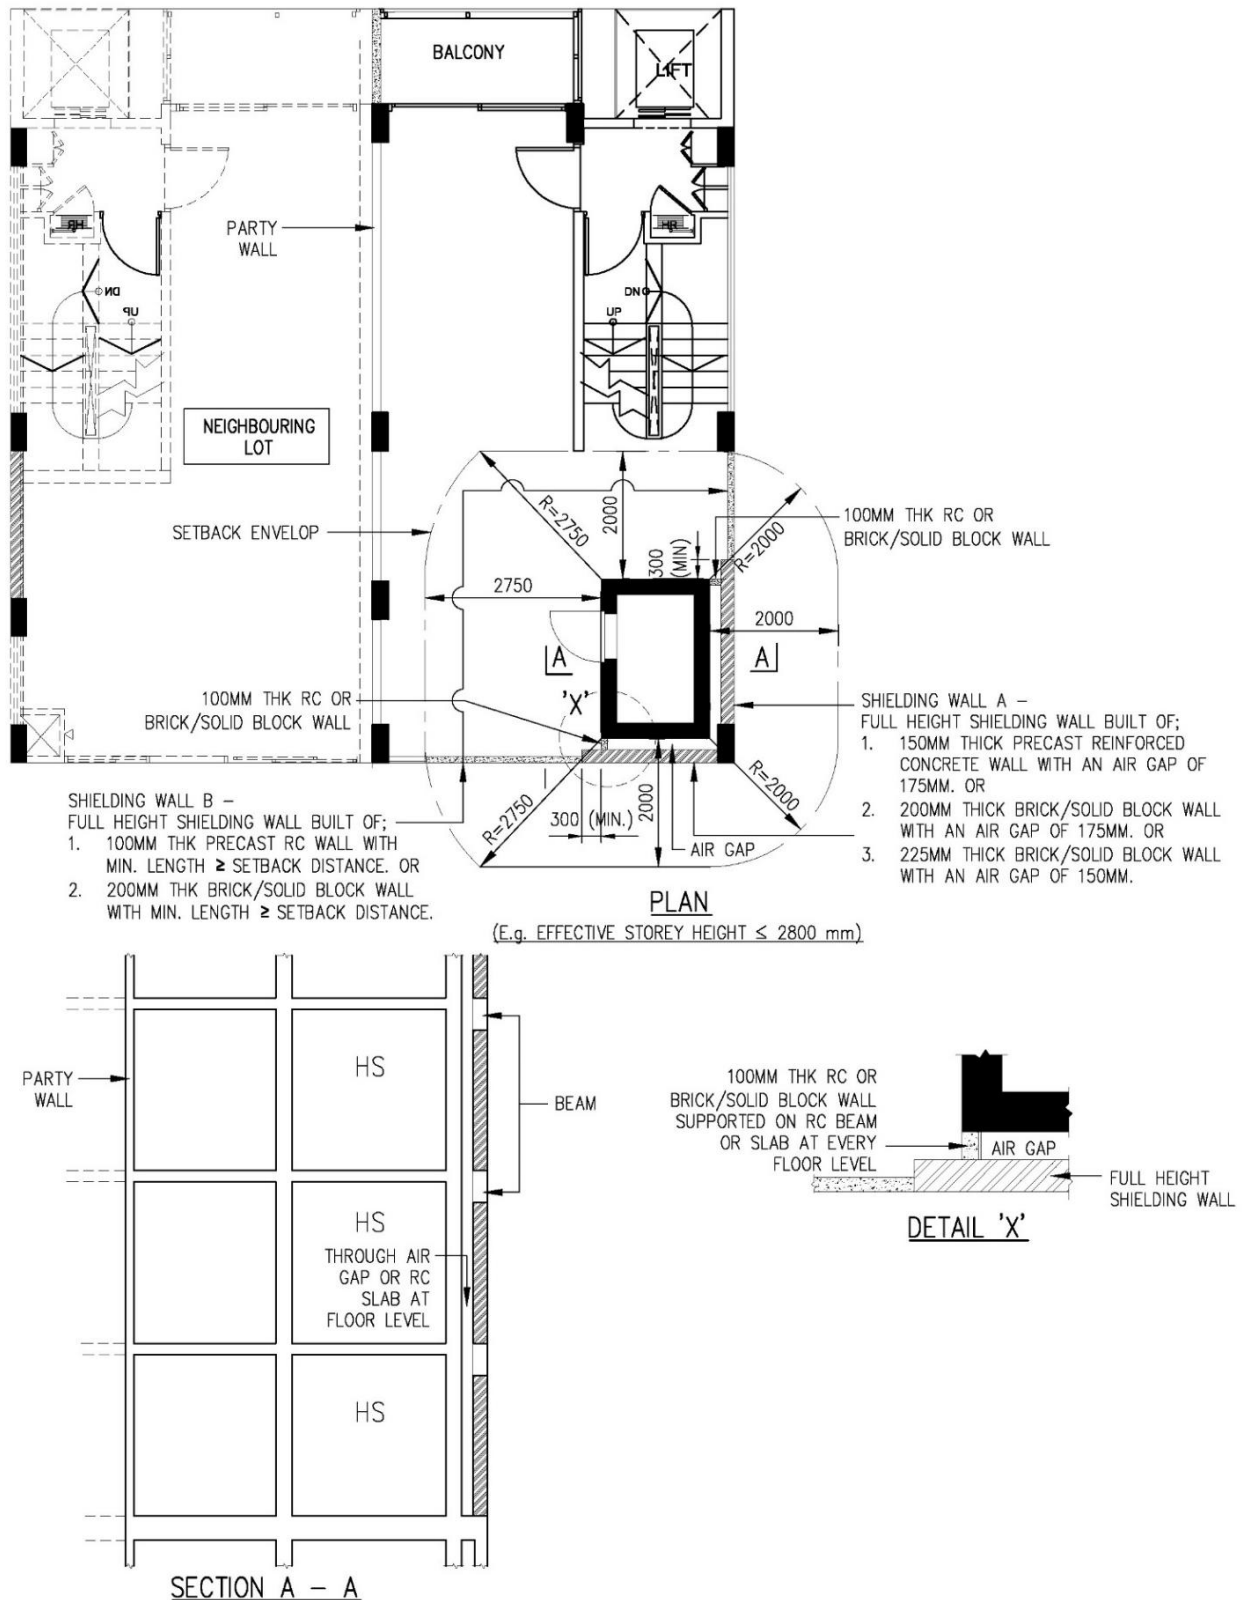 BALCONY
LIFT
PARTY
WALL
HR
HR
DN
UP
DN
UP
NEIGHBOURING
LOT
SETBACK ENVELOP
R=2750
2000
300
(MIN)
R=2000
100MM THK RC OR
BRICK/SOLID BLOCK WALL
2750
2000
A
A
'X'
100MM THK RC OR
BRICK/SOLID BLOCK WALL
SHIELDING WALL A –
FULL HEIGHT SHIELDING WALL BUILT OF;
1. 150MM THICK PRECAST REINFORCED
CONCRETE WALL WITH AN AIR GAP OF
175MM. OR
2. 200MM THICK BRICK/SOLID BLOCK WALL
WITH AN AIR GAP OF 175MM. OR
3. 225MM THICK BRICK/SOLID BLOCK WALL
WITH AN AIR GAP OF 150MM.
R=2000
R=2750
300 (MIN.)
2000
AIR GAP
SHIELDING WALL B –
FULL HEIGHT SHIELDING WALL BUILT OF;
1. 100MM THK PRECAST RC WALL WITH
MIN. LENGTH ≥ SETBACK DISTANCE. OR
2. 200MM THK BRICK/SOLID BLOCK WALL
WITH MIN. LENGTH ≥ SETBACK DISTANCE.
PLAN
(E.g. EFFECTIVE STOREY HEIGHT ≤ 2800 mm)
PARTY
WALL
HS
BEAM
HS
THROUGH AIR
GAP OR RC
SLAB AT
FLOOR LEVEL
HS
SECTION A – A
100MM THK RC OR
BRICK/SOLID BLOCK WALL
SUPPORTED ON RC BEAM
OR SLAB AT EVERY
FLOOR LEVEL
AIR GAP
FULL HEIGHT
SHIELDING WALL
DETAIL 'X'